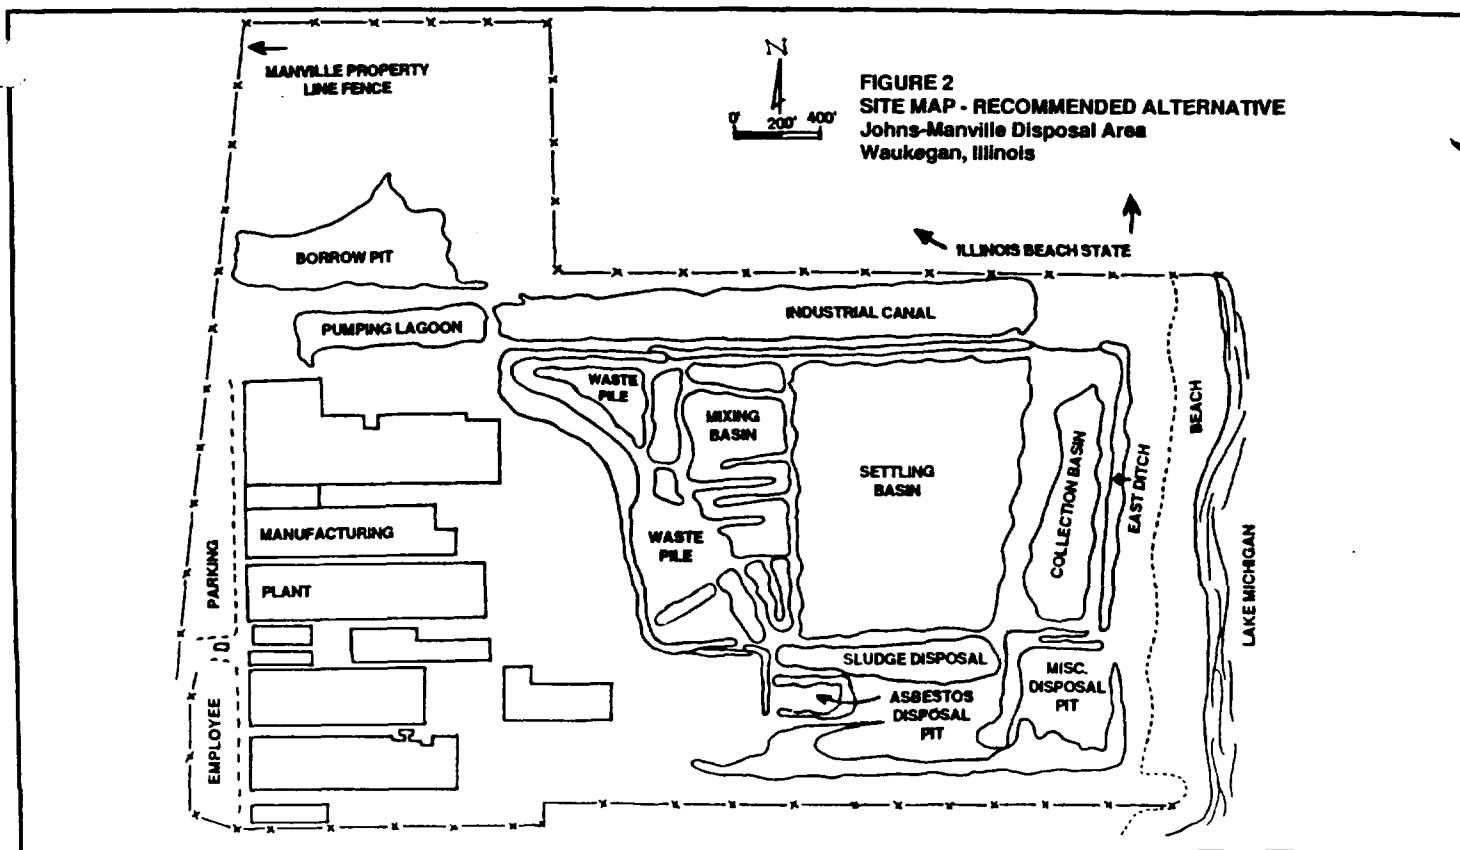 MANVILLE PROPERTY
LINE FENCE
N
0' 200' 400'
FIGURE 2
SITE MAP - RECOMMENDED ALTERNATIVE
Johns-Manville Disposal Area
Waukegan, Illinois
ILLINOIS BEACH STATE
BORROW PIT
PUMPING LAGOON
INDUSTRIAL CANAL
WASTE
PILE
MIXING
BASIN
SETTLING
BASIN
COLLECTION BASIN
EAST DITCH
BEACH
LAKE MICHIGAN
MANUFACTURING
PLANT
WASTE
PILE
PARKING
EMPLOYEE
SLUDGE DISPOSAL
ASBESTOS
DISPOSAL
PIT
MISC.
DISPOSAL
PIT